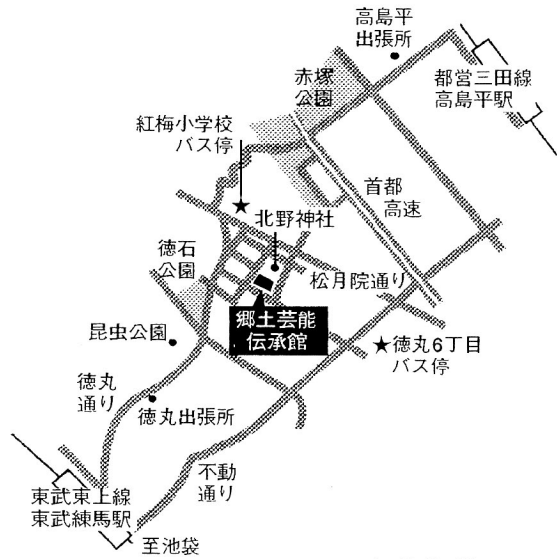 高島平
出張所
赤塚
公園
都営三田線
高島平駅
紅梅小学校
バス停
首都
高速
★
北野神社
徳石
公園
松月院通り
郷土芸能
伝承館
昆虫公園
★徳丸6丁目
バス停
徳丸
通り
徳丸出張所
不動
通り
東武東上線
東武練馬駅
至池袋